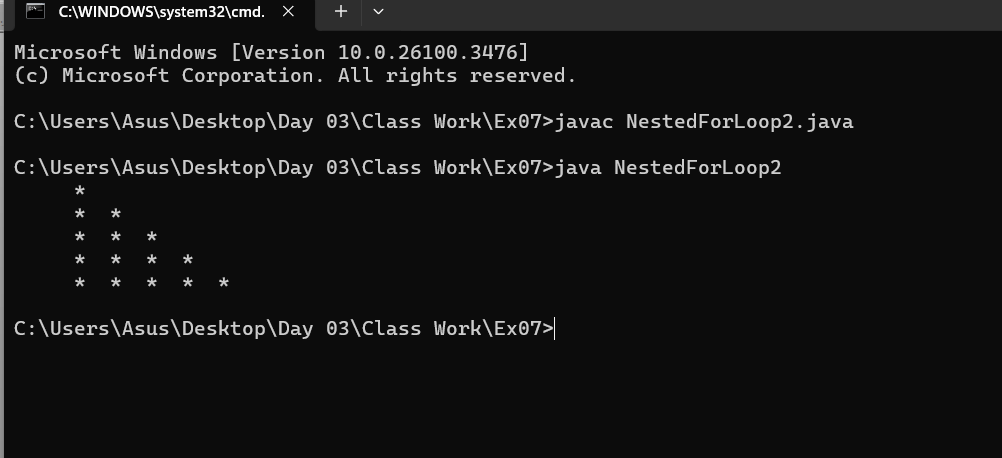 C:\WINDOWS\system32\cmd.
Microsoft Windows [Version 10.0.26100.3476]
(c) Microsoft Corporation. All rights reserved.
C:\Users\Asus\Desktop\Day 03\Class Work\Ex07>javac NestedForLoop2.java
C:\Users\Asus\Desktop\Day 03\Class Work\Ex07>java NestedForLoop2
     *
     *  *
     *  *  *
     *  *  *  *
     *  *  *  *  *
C:\Users\Asus\Desktop\Day 03\Class Work\Ex07>